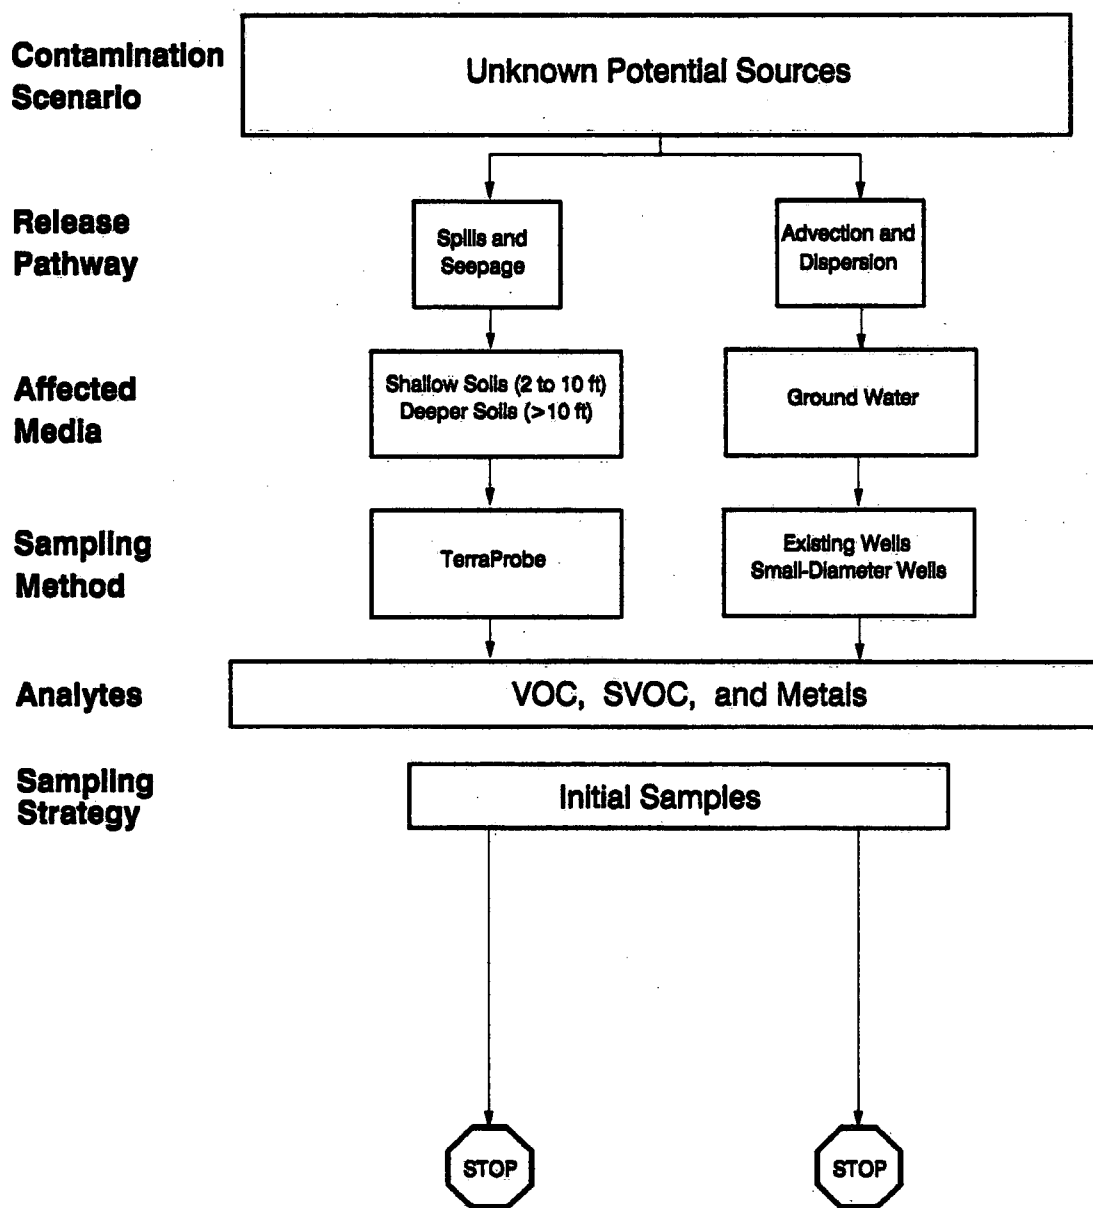 Contamination
Scenario
Unknown Potential Sources
Release
Pathway
Spills and
Seepage
Advection and
Dispersion
Affected
Media
Shallow Soils (2 to 10 ft)
Deeper Soils (>10 ft)
Ground Water
Sampling
Method
TerraProbe
Existing Wells
Small-Diameter Wells
Analytes
VOC, SVOC, and Metals
Sampling
Strategy
Initial Samples
STOP
STOP